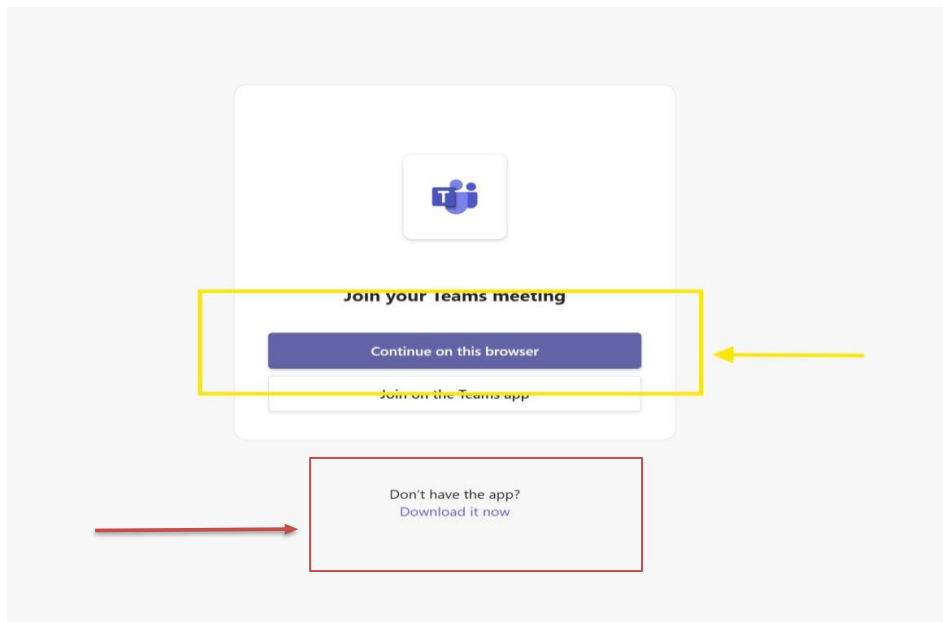 T
Join your Teams meeting
Continue on this browser
Join on the Teams app
Don't have the app?
Download it now